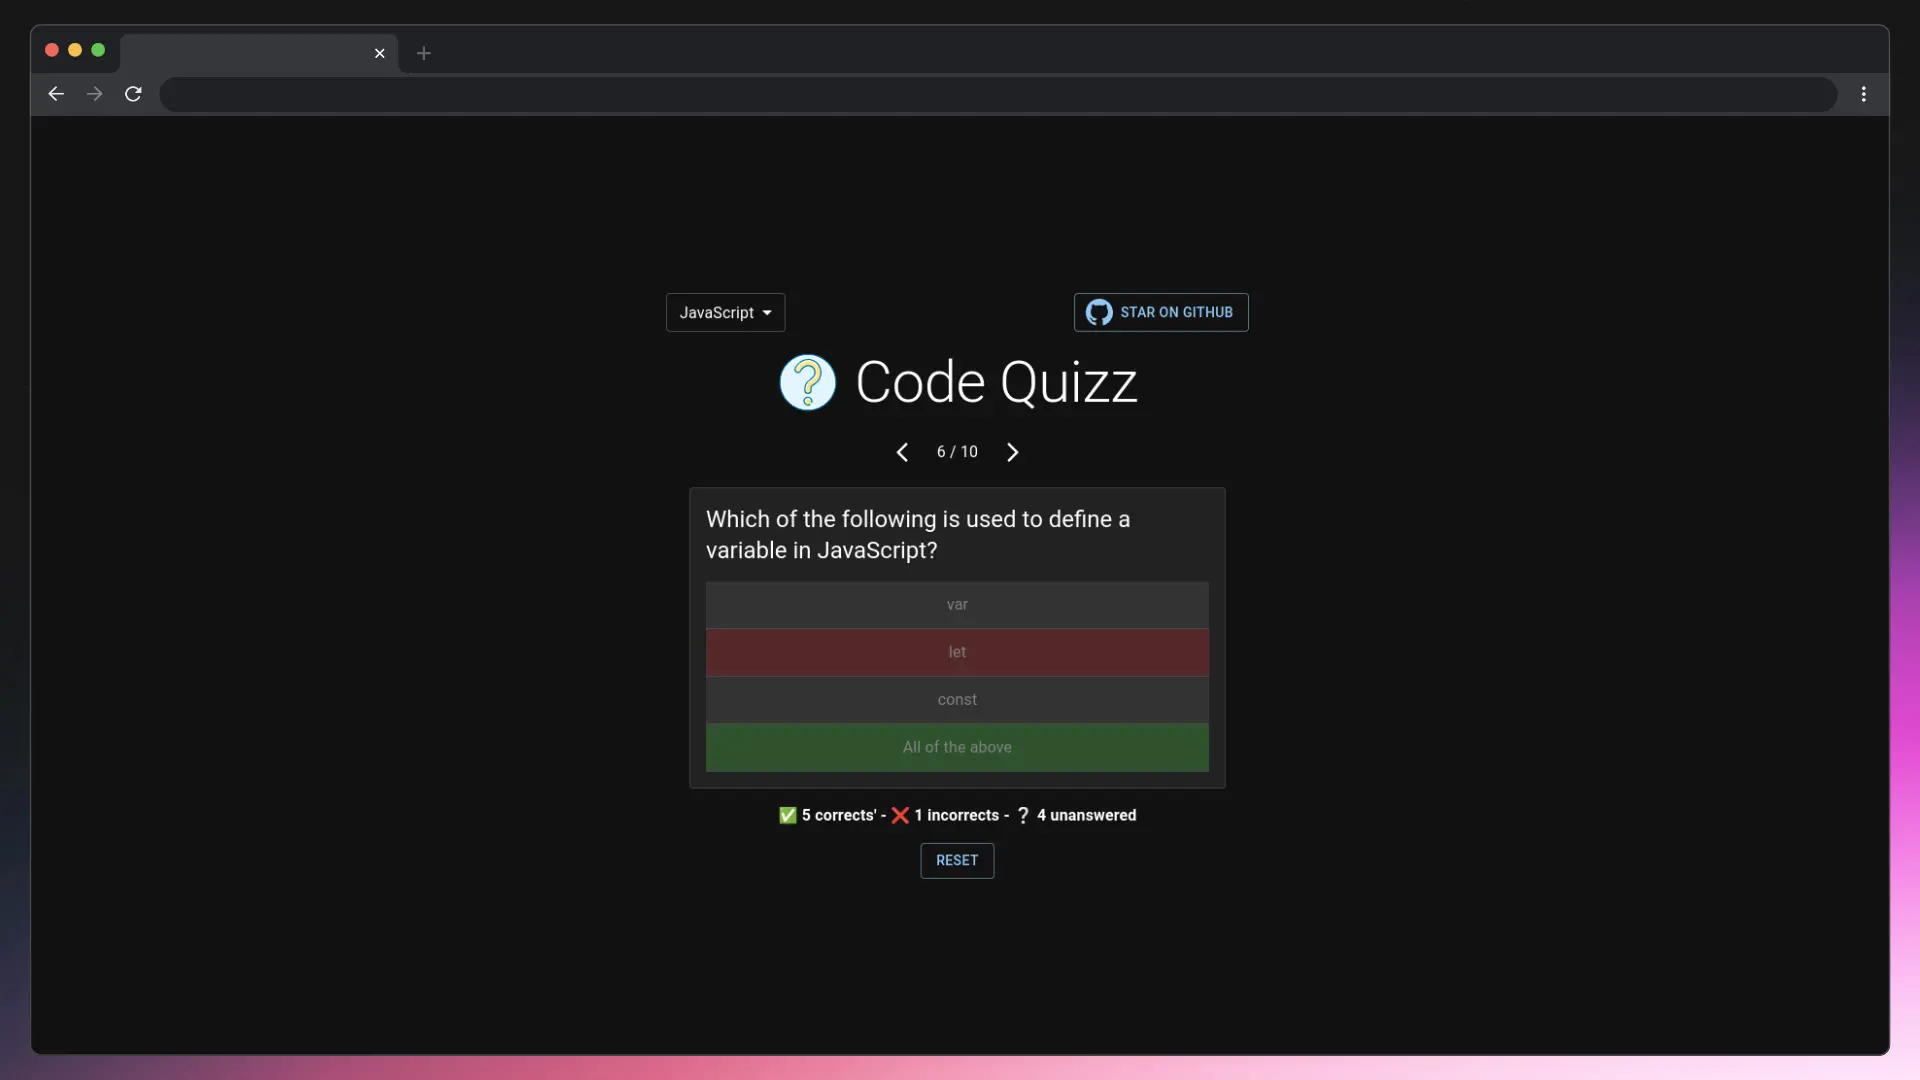 JavaScript
STAR ON GITHUB
Code Quizz
6 / 10
Which of the following is used to define a
variable in JavaScript?
var
let
const
All of the above
✅ 5 corrects' - ❌ 1 incorrects - ❔ 4 unanswered
RESET